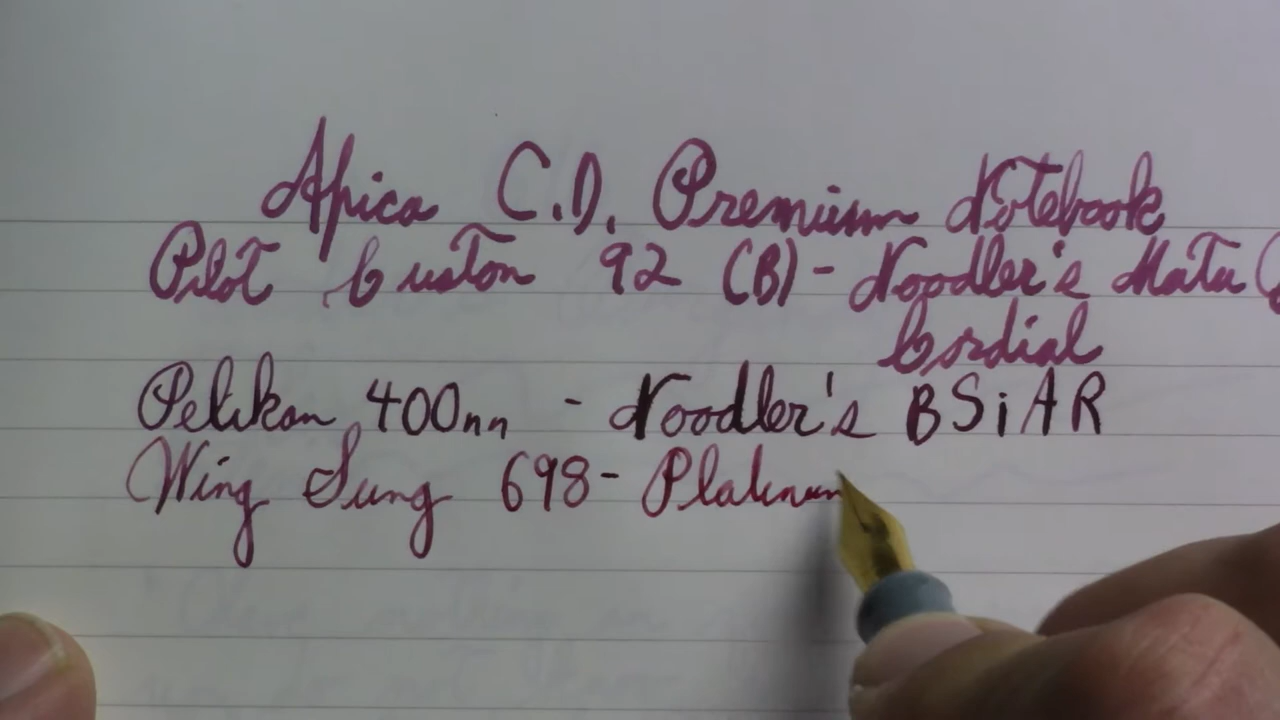 Apica C.D. Premium Notebook
Pilot Custom 92 (B) - Noodler's Mata
Cordial
Pelikan 400nn - Noodler's BSiAR
Wing Sung 698 - Platinum